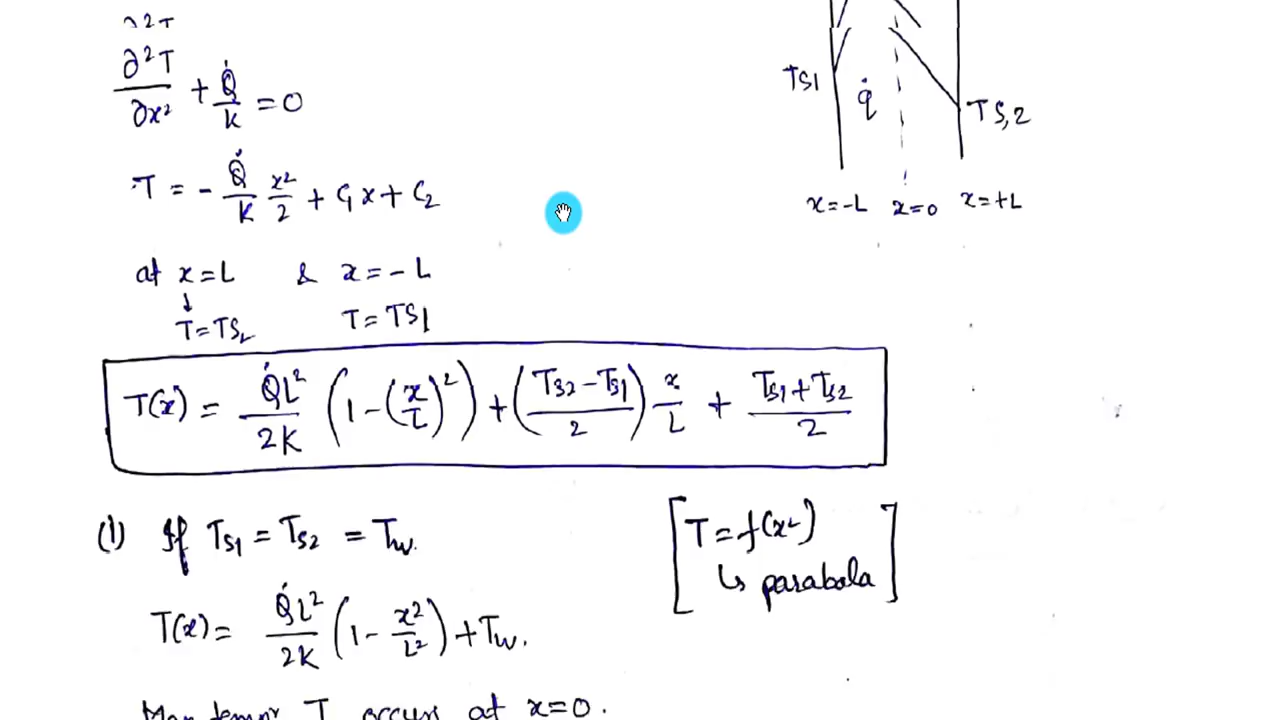 ∂²T/∂x² + Q̇/K = 0
TS1
q̇
TS,2
x=-L x=0 x=+L
T = - Q̇/K x²/2 + C₁x + C₂
at x=L & x=-L
↓
T=TS₂ T=TS1
T(x) = Q̇L²/2K (1-(x/L)²) + ((TS2-TS1)/2) x/L + (TS1+TS2)/2
(1) If TS1 = TS2 = Tw.
[T=f(x²)
↳ parabola]
T(x) = Q̇L²/2K (1- x²/L²) + Tw.
T occurs at x=0.